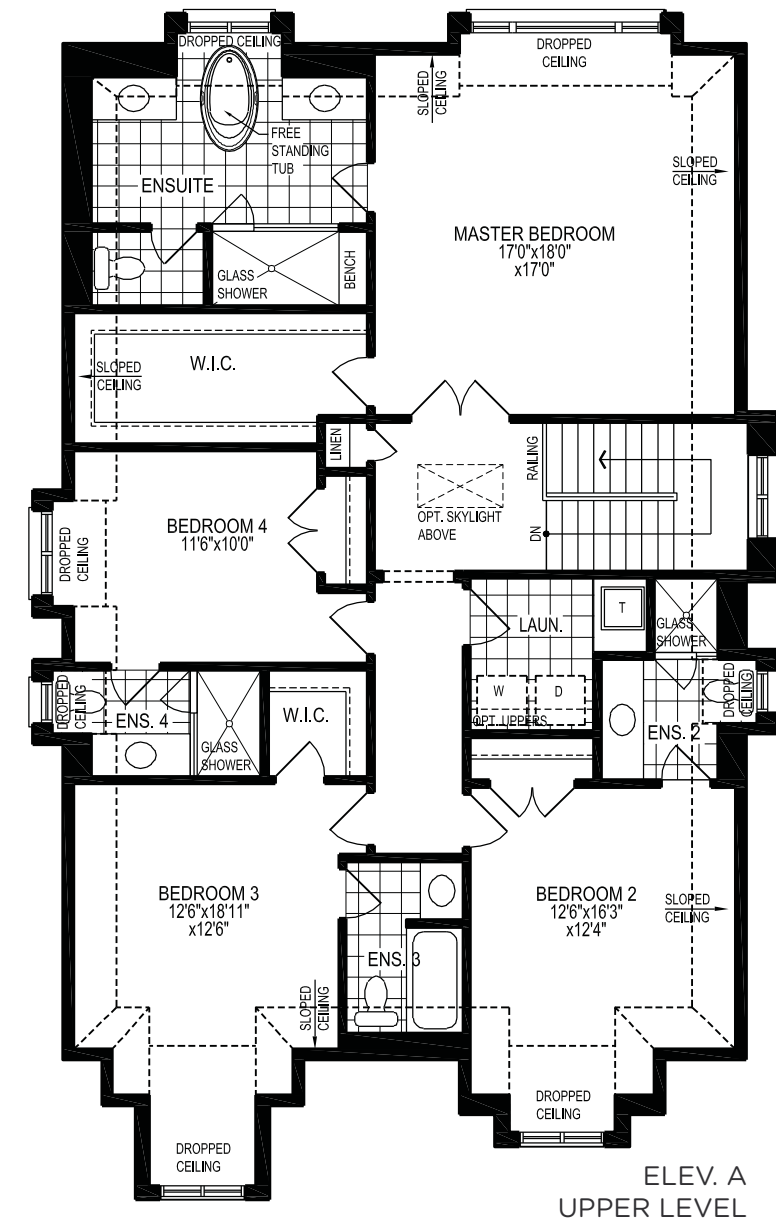 DROPPED CEILING
DROPPED
CEILING
SLOPED
CEILING
FREE
STANDING
TUB
SLOPED
CEILING
ENSUITE
MASTER BEDROOM
17'0"x18'0"
x17'0"
GLASS
SHOWER
BENCH
W.I.C.
SLOPED
CEILING
LINEN
RAILING
OPT. SKYLIGHT
ABOVE
DN
BEDROOM 4
11'6"x10'0"
DROPPED
CEILING
LAUN.
T
GLASS
SHOWER
W
D
OPT. UPPERS
DROPPED
CEILING
ENS. 2
DROPPED
CEILING
ENS. 4
GLASS
SHOWER
W.I.C.
BEDROOM 3
12'6"x18'11"
x12'6"
BEDROOM 2
12'6"x16'3"
x12'4"
SLOPED
CEILING
ENS. 3
SLOPED
CEILING
DROPPED
CEILING
DROPPED
CEILING
ELEV. A
UPPER LEVEL